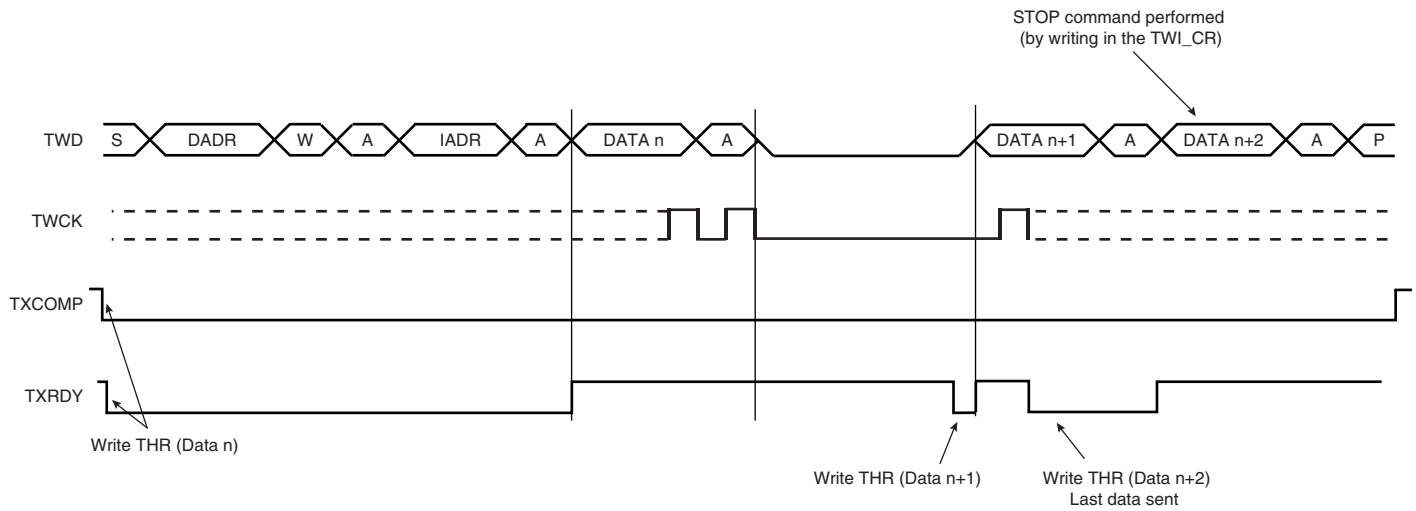 STOP command performed
(by writing in the TWI_CR)
TWD S DADR W A IADR A DATA n A DATA n+1 A DATA n+2 A P
TWCK
TXCOMP
TXRDY
Write THR (Data n)
Write THR (Data n+1)
Write THR (Data n+2)
Last data sent